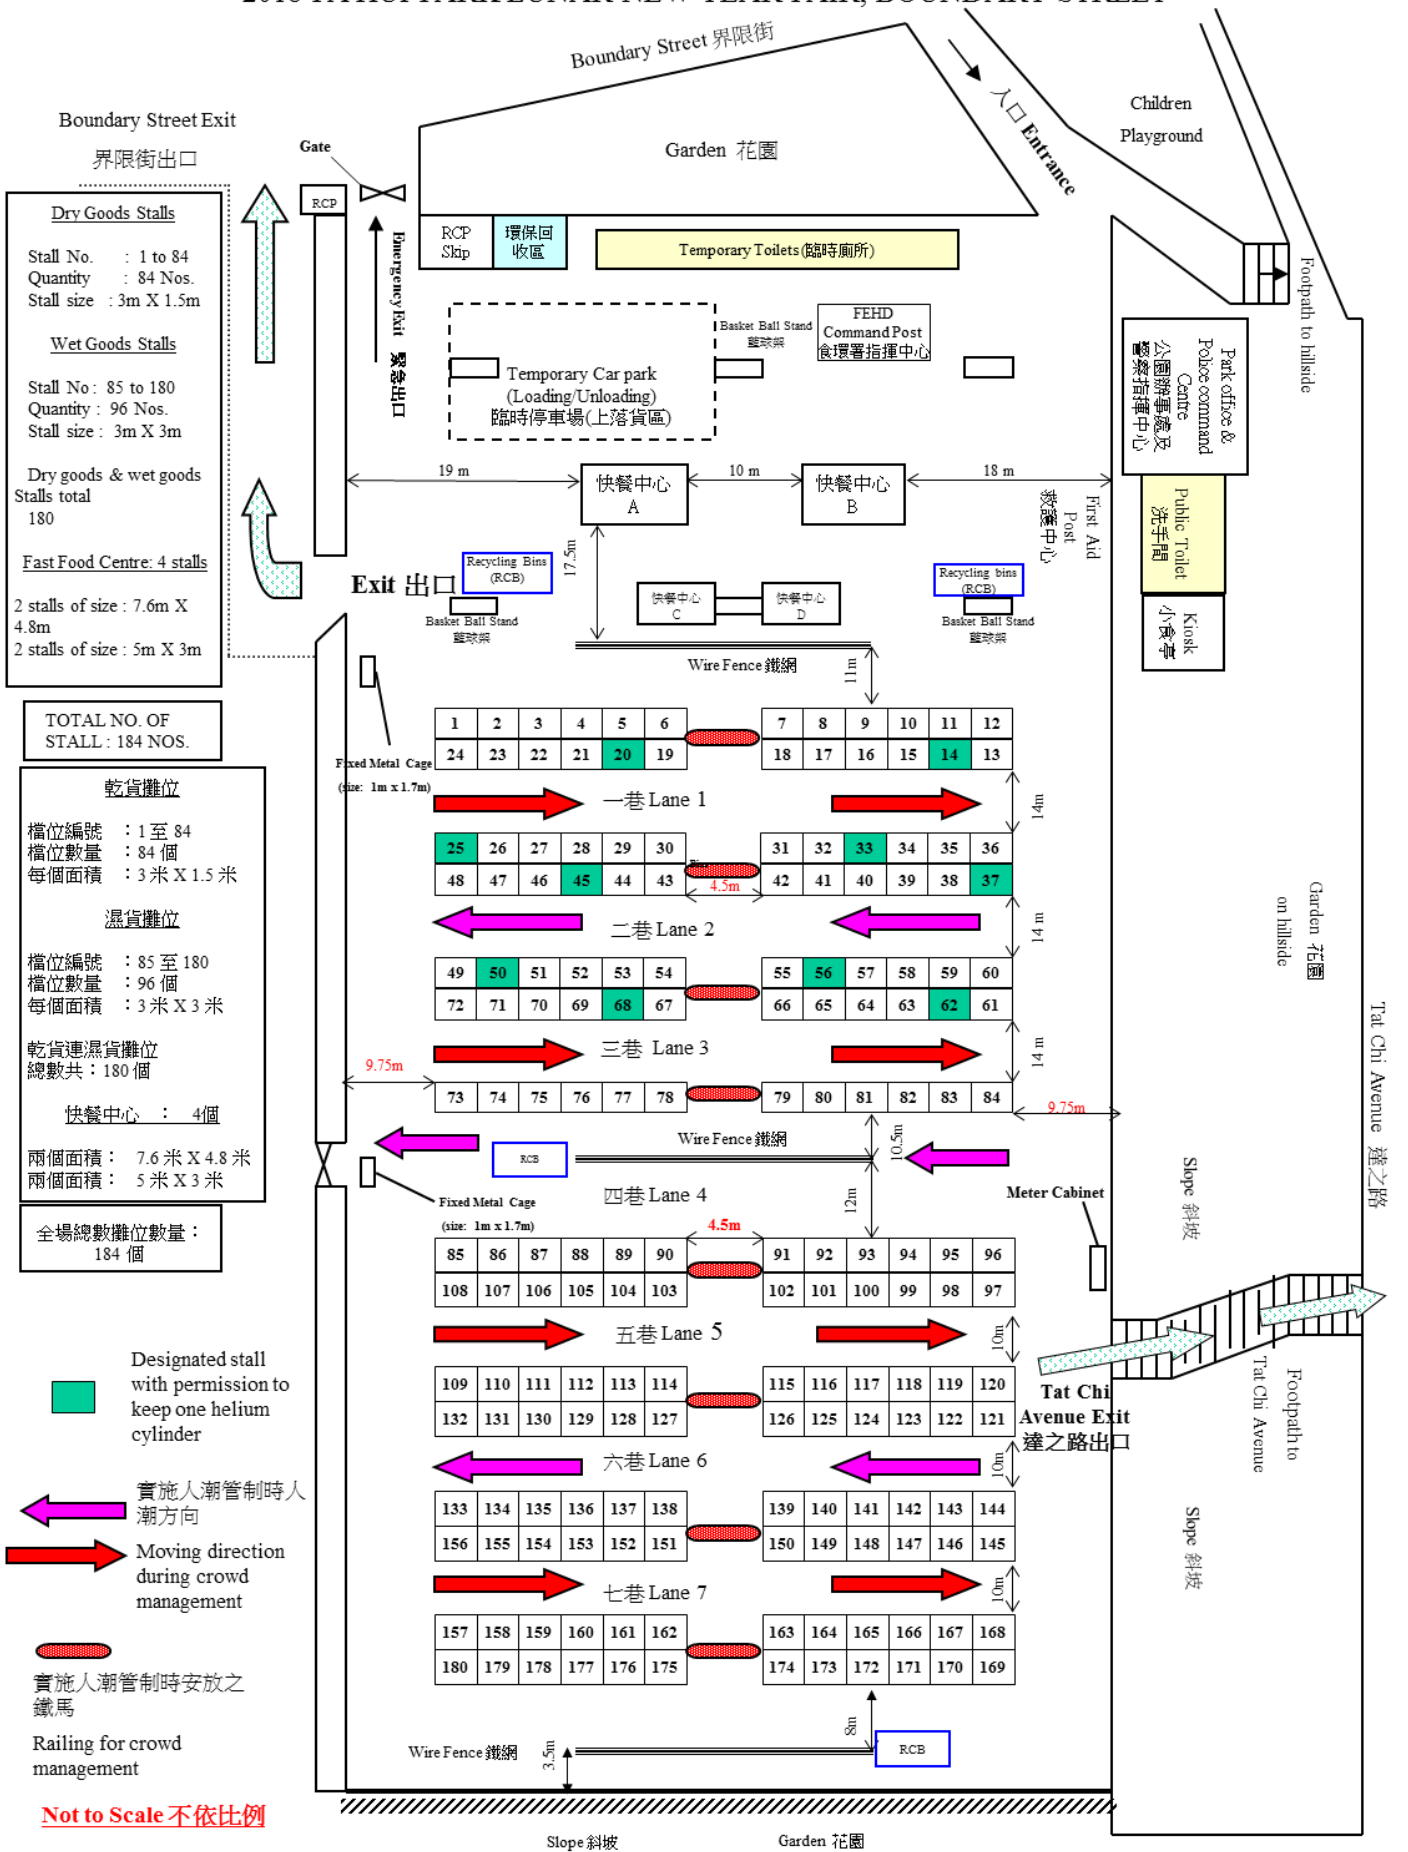 Boundary Street 界限街
入口 Entrance
Children
Playground
Boundary Street Exit
界限街出口
Gate
Garden 花園
RCP
RCP
Skip
環保回
收區
Temporary Toilets (臨時廁所)
Emergency Exit 緊急出口
Footpath to hillside
Dry Goods Stalls
Stall No. : 1 to 84
Quantity : 84 Nos.
Stall size : 3m X 1.5m
Wet Goods Stalls
Stall No : 85 to 180
Quantity : 96 Nos.
Stall size : 3m X 3m
Dry goods & wet goods
Stalls total
180
Fast Food Centre: 4 stalls
2 stalls of size : 7.6m X
4.8m
2 stalls of size : 5m X 3m
Temporary Car park
(Loading/Unloading)
臨時停車場(上落貨區)
Basket Ball Stand
籃球架
FEHD
Command Post
食環署指揮中心
Park office &
Police command
Centre
公園辦事處及
警察指揮中心
19 m
快餐中心
A
10 m
快餐中心
B
18 m
First Aid
Post
救護中心
Public Toilet
洗手間
Kiosk
小食亭
17.5m
Exit 出口
Recycling Bins
(RCB)
Basket Ball Stand
籃球架
快餐中心
C
快餐中心
D
Recycling bins
(RCB)
Basket Ball Stand
籃球架
Wire Fence 鐵網
11m
TOTAL NO. OF
STALL : 184 NOS.
Fixed Metal Cage
(size: 1m x 1.7m)
1 2 3 4 5 6 7 8 9 10 11 12
24 23 22 21 20 19 18 17 16 15 14 13
一巷 Lane 1
14m
25 26 27 28 29 30 31 32 33 34 35 36
48 47 46 45 44 43 42 41 40 39 38 37
4.5m
二巷 Lane 2
14 m
49 50 51 52 53 54 55 56 57 58 59 60
72 71 70 69 68 67 66 65 64 63 62 61
三巷 Lane 3
14 m
9.75m
73 74 75 76 77 78 79 80 81 82 83 84
9.75m
Wire Fence 鐵網
10.5m
RCB
四巷 Lane 4
12m
Fixed Metal Cage
(size: 1m x 1.7m)
4.5m
Meter Cabinet
85 86 87 88 89 90 91 92 93 94 95 96
108 107 106 105 104 103 102 101 100 99 98 97
五巷 Lane 5
10m
109 110 111 112 113 114 115 116 117 118 119 120
132 131 130 129 128 127 126 125 124 123 122 121
六巷 Lane 6
10m
133 134 135 136 137 138 139 140 141 142 143 144
156 155 154 153 152 151 150 149 148 147 146 145
七巷 Lane 7
10m
157 158 159 160 161 162 163 164 165 166 167 168
180 179 178 177 176 175 174 173 172 171 170 169
8m
Wire Fence 鐵網
3.5m
RCB
Slope 斜坡
Garden 花園
乾貨攤位
檔位編號 : 1 至 84
檔位數量 : 84 個
每個面積 : 3 米 X 1.5 米
濕貨攤位
檔位編號 : 85 至 180
檔位數量 : 96 個
每個面積 : 3 米 X 3 米
乾貨連濕貨攤位
總數共 : 180 個
快餐中心 : 4個
兩個面積 : 7.6 米 X 4.8 米
兩個面積 : 5 米 X 3 米
全場總數攤位數量 :
184 個
Designated stall
with permission to
keep one helium
cylinder
實施人潮管制時人
潮方向
Moving direction
during crowd
management
實施人潮管制時安放之
鐵馬
Railing for crowd
management
Not to Scale 不依比例
Garden 花園
on hillside
Tat Chi Avenue 達之路
Slope 斜坡
Tat Chi
Avenue Exit
達之路出口
Footpath to
Tat Chi Avenue
Slope 斜坡